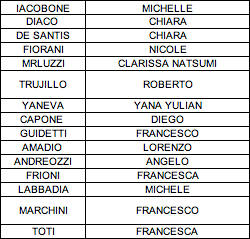 IACOBONE MICHELLE
DIACO CHIARA
DE SANTIS CHIARA
FIORANI NICOLE
MRLUZZI CLARISSA NATSUMI
TRUJILLO ROBERTO
YANEVA YANA YULIAN
CAPONE DIEGO
GUIDETTI FRANCESCO
AMADIO LORENZO
ANDREOZZI ANGELO
FRIONI FRANCESCA
LABBADIA MICHELE
MARCHINI FRANCESCO
TOTI FRANCESCA